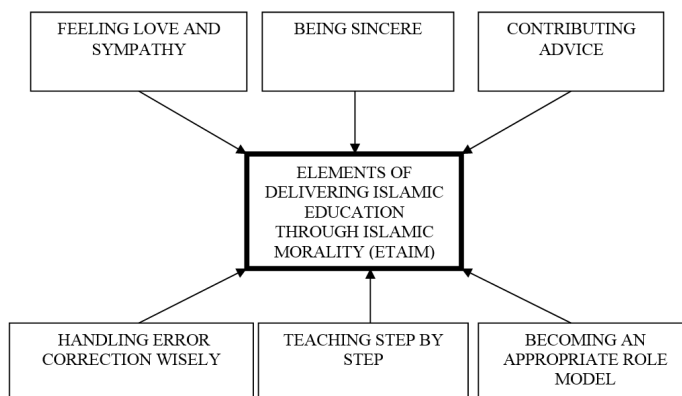 FEELING LOVE AND
SYMPATHY
BEING SINCERE
CONTRIBUTING
ADVICE
ELEMENTS OF
DELIVERING ISLAMIC
EDUCATION
THROUGH ISLAMIC
MORALITY (ETAIM)
HANDLING ERROR
CORRECTION WISELY
TEACHING STEP BY
STEP
BECOMING AN
APPROPRIATE ROLE
MODEL